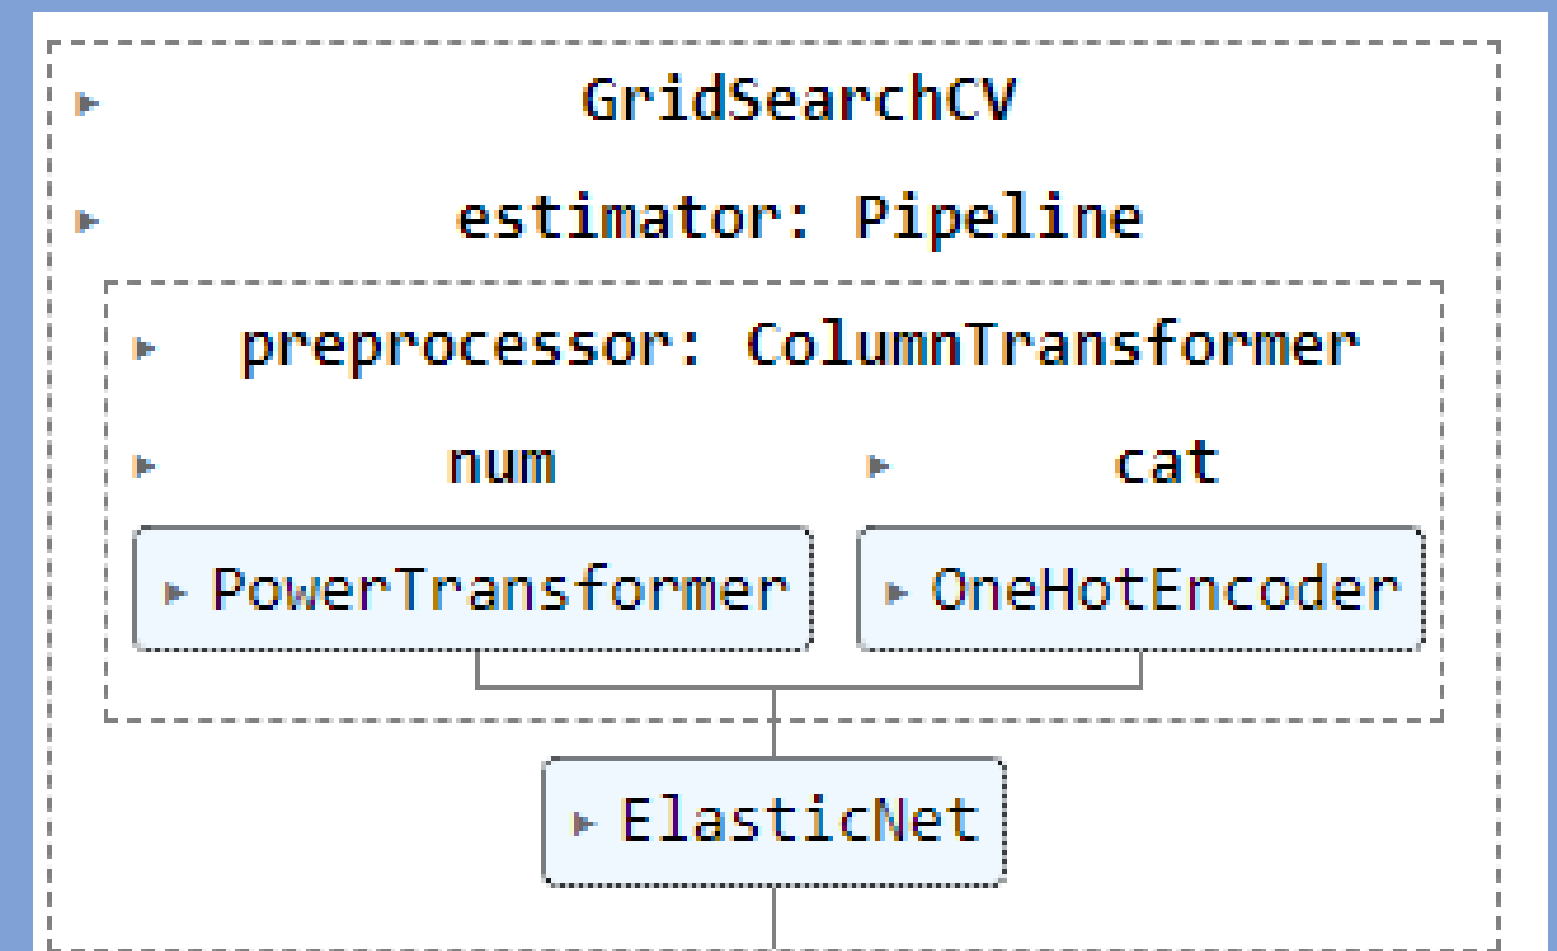 GridSearchCV
estimator: Pipeline
preprocessor: ColumnTransformer
num cat
PowerTransformer OneHotEncoder
ElasticNet